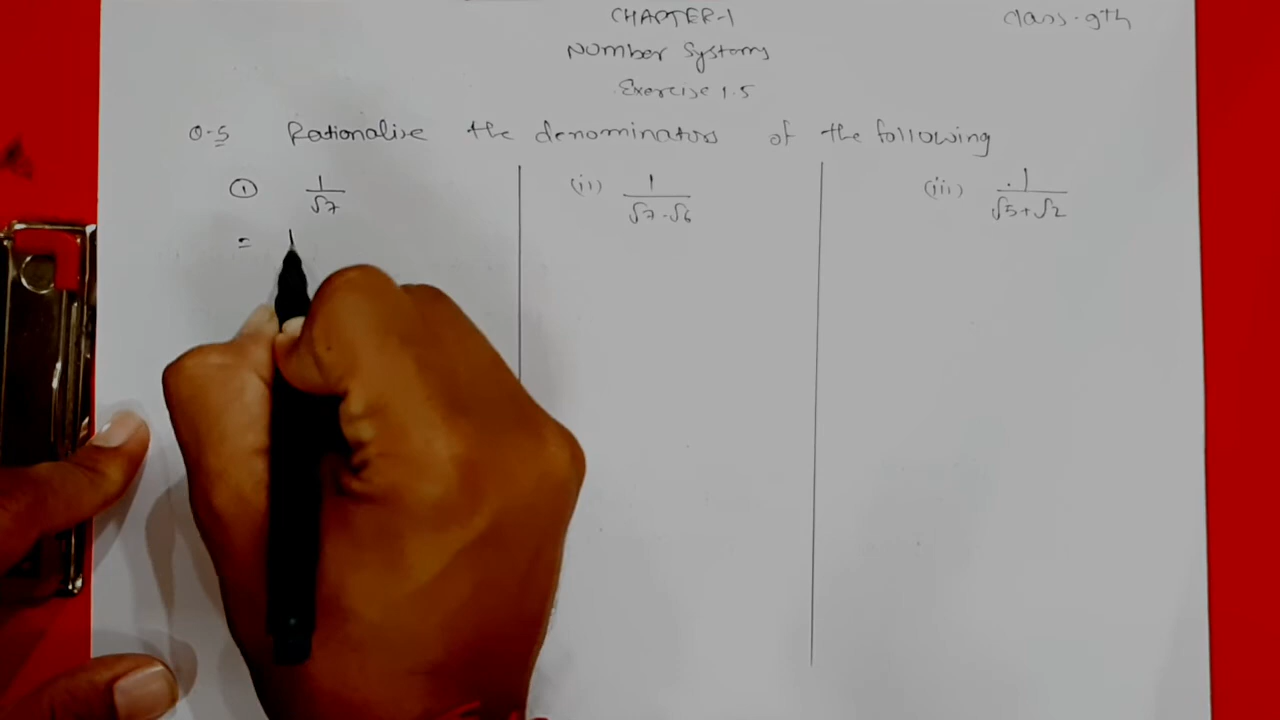 CHAPTER-1
Class-9th
Number Systems
Exercise 1.5
Q-5 Rationalise the denominators of the following
① 1/√7
(ii) 1/√7-√6
(iii) 1/√5+√2
= 1